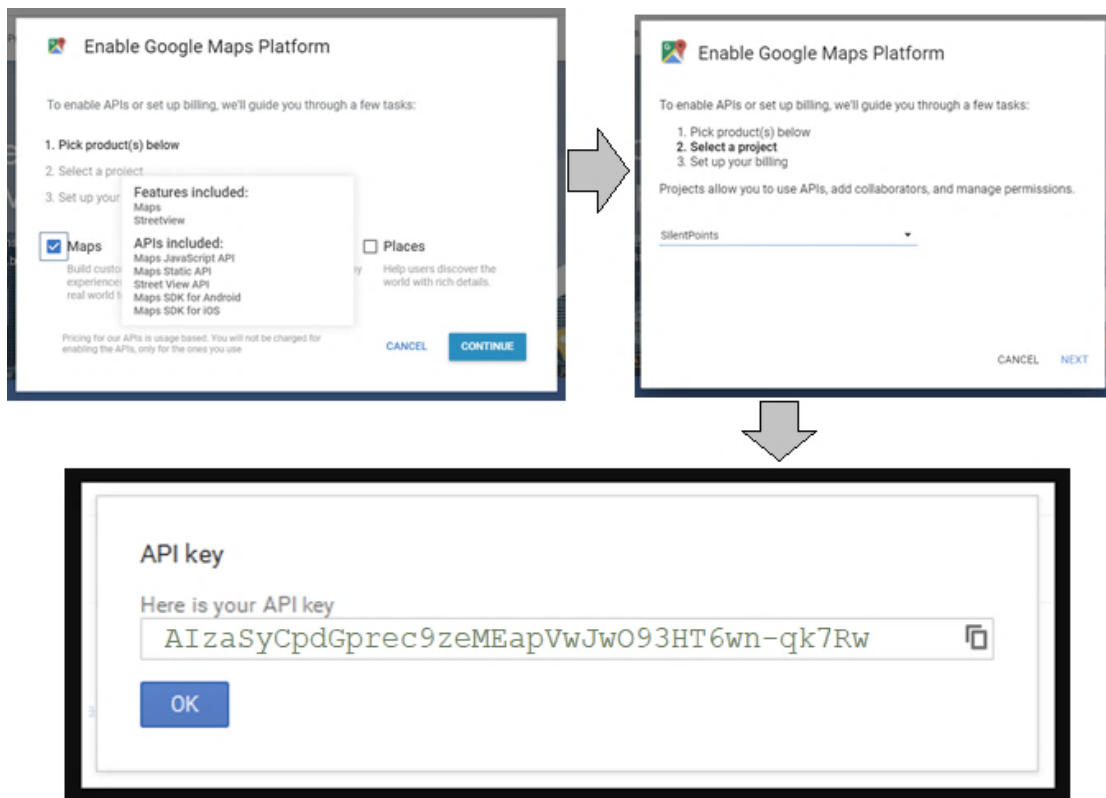 Enable Google Maps Platform
To enable APIs or set up billing, we'll guide you through a few tasks:
1. Pick product(s) below
2. Select a project
3. Set up your
Features included:
Maps
Streetview
APIs included:
Maps JavaScript API
Maps Static API
Street View API
Maps SDK for Android
Maps SDK for iOS
Maps
Build custo
experience
real world t
Places
Help users discover the
world with rich details.
Pricing for our APIs is usage based. You will not be charged for
enabling the APIs, only for the ones you use
CANCEL
CONTINUE
Enable Google Maps Platform
To enable APIs or set up billing, we'll guide you through a few tasks:
1. Pick product(s) below
2. Select a project
3. Set up your billing
Projects allow you to use APIs, add collaborators, and manage permissions.
SilentPoints
CANCEL
NEXT
API key
Here is your API key
AIzaSyCpdGprec9zeMEapVwJwO93HT6wn-qk7Rw
OK